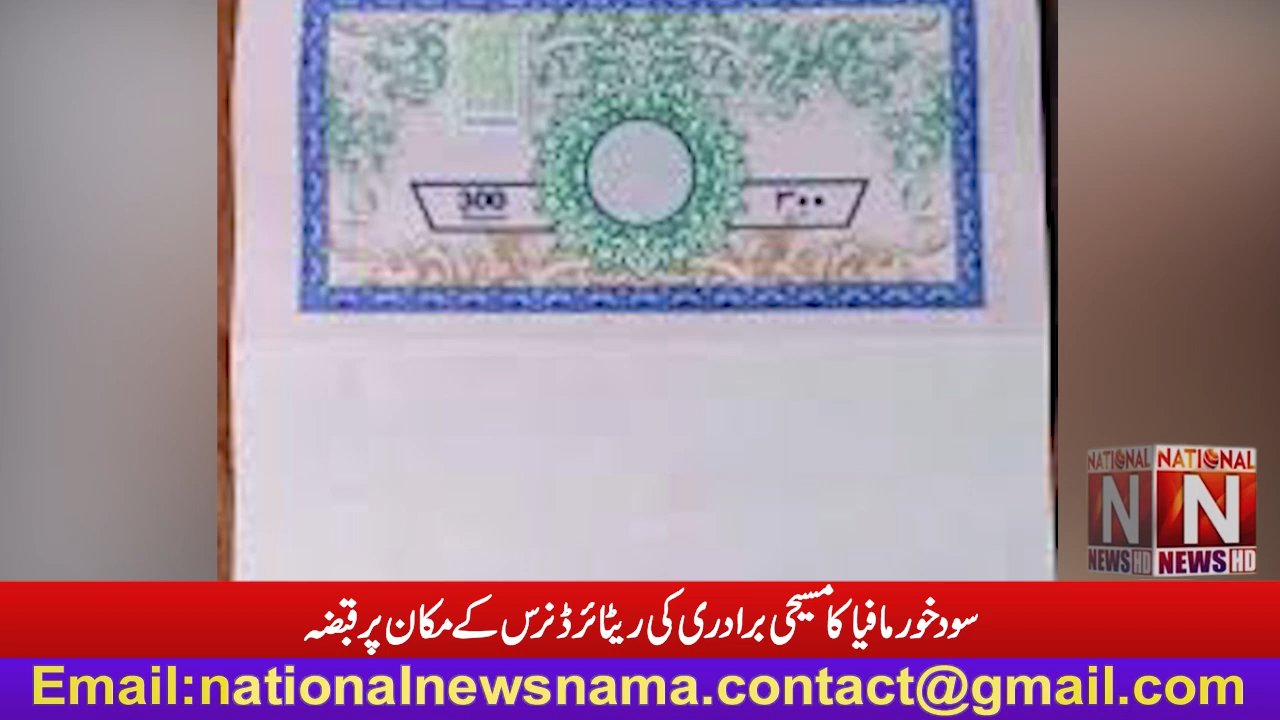 300
۳۰۰
NATIONAL NATIONAL
N N
NEWS HD NEWS HD
سود خور مافیا کا مسیحی برادری کی ریٹائرڈ نرس کے مکان پر قبضہ
Email:nationalnewsnama.contact@gmail.com